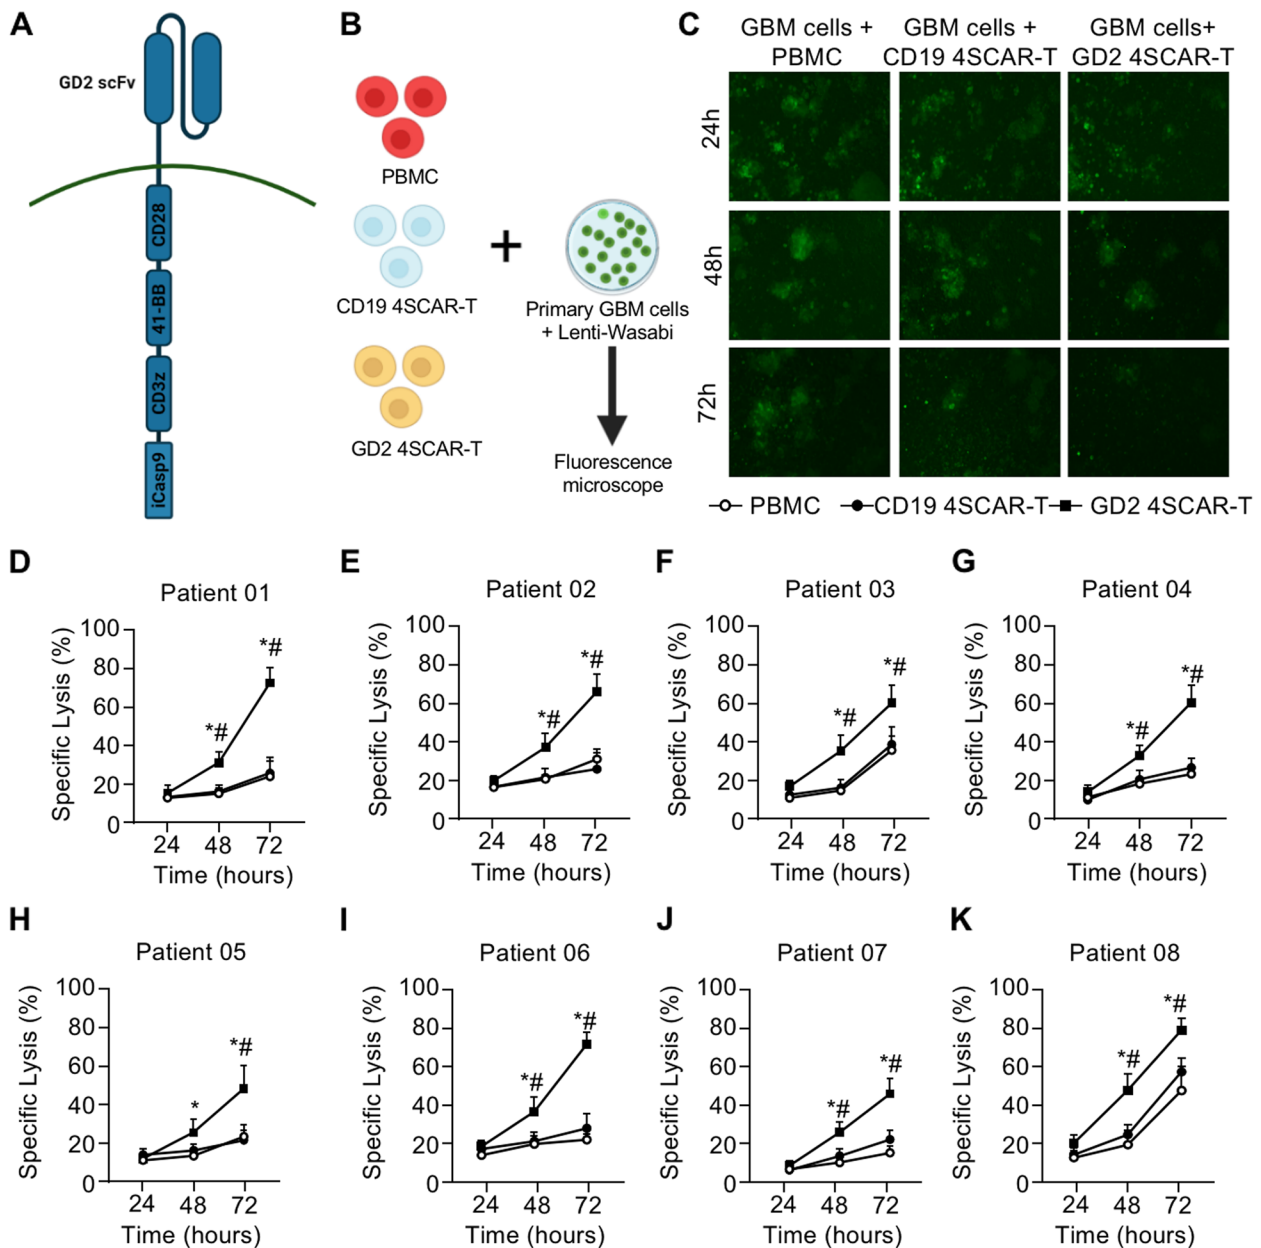 A
GD2 scFv
CD28
41-BB
CD3z
iCasp9
B
PBMC
CD19 4SCAR-T
GD2 4SCAR-T
+
Primary GBM cells
+ Lenti-Wasabi
Fluorescence
microscope
C
GBM cells +
PBMC
GBM cells +
CD19 4SCAR-T
GBM cells+
GD2 4SCAR-T
24h
48h
72h
PBMC
CD19 4SCAR-T
GD2 4SCAR-T
D
Patient 01
Specific Lysis (%)
100
80
60
40
20
0
*#
*#
24 48 72
Time (hours)
E
Patient 02
Specific Lysis (%)
100
80
60
40
20
0
*#
*#
24 48 72
Time (hours)
F
Patient 03
Specific Lysis (%)
100
80
60
40
20
0
*#
*#
24 48 72
Time (hours)
G
Patient 04
Specific Lysis (%)
100
80
60
40
20
0
*#
*#
24 48 72
Time (hours)
H
Patient 05
Specific Lysis (%)
100
80
60
40
20
0
*
*#
24 48 72
Time (hours)
I
Patient 06
Specific Lysis (%)
100
80
60
40
20
0
*#
*#
24 48 72
Time (hours)
J
Patient 07
Specific Lysis (%)
100
80
60
40
20
0
*#
*#
24 48 72
Time (hours)
K
Patient 08
Specific Lysis (%)
100
80
60
40
20
0
*#
*#
24 48 72
Time (hours)